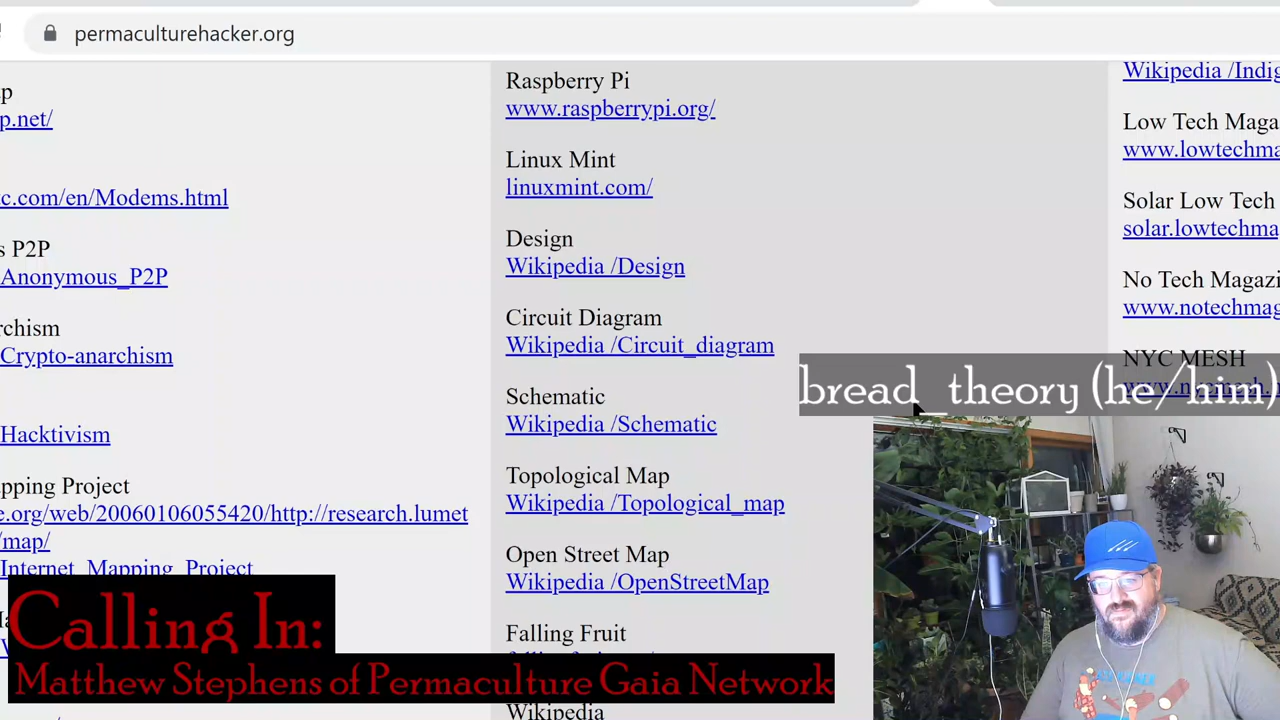 permaculturehacker.org
p.net/
tc.com/en/Modems.html
s P2P
Anonymous_P2P
rchism
Crypto-anarchism
Hacktivism
pping Project
e.org/web/20060106055420/http://research.lumet
/map/
Internet_Mapping_Project
Raspberry Pi
www.raspberrypi.org/
Linux Mint
linuxmint.com/
Design
Wikipedia /Design
Circuit Diagram
Wikipedia /Circuit_diagram
Schematic
Wikipedia /Schematic
Topological Map
Wikipedia /Topological_map
Open Street Map
Wikipedia /OpenStreetMap
Falling Fruit
Wikipedia
Wikipedia /Indig
Low Tech Maga
www.lowtechma
Solar Low Tech
solar.lowtechma
No Tech Magazi
www.notechmag
NYC MESH
bread_theory (he/him)
Calling In:
Matthew Stephens of Permaculture Gaia Network